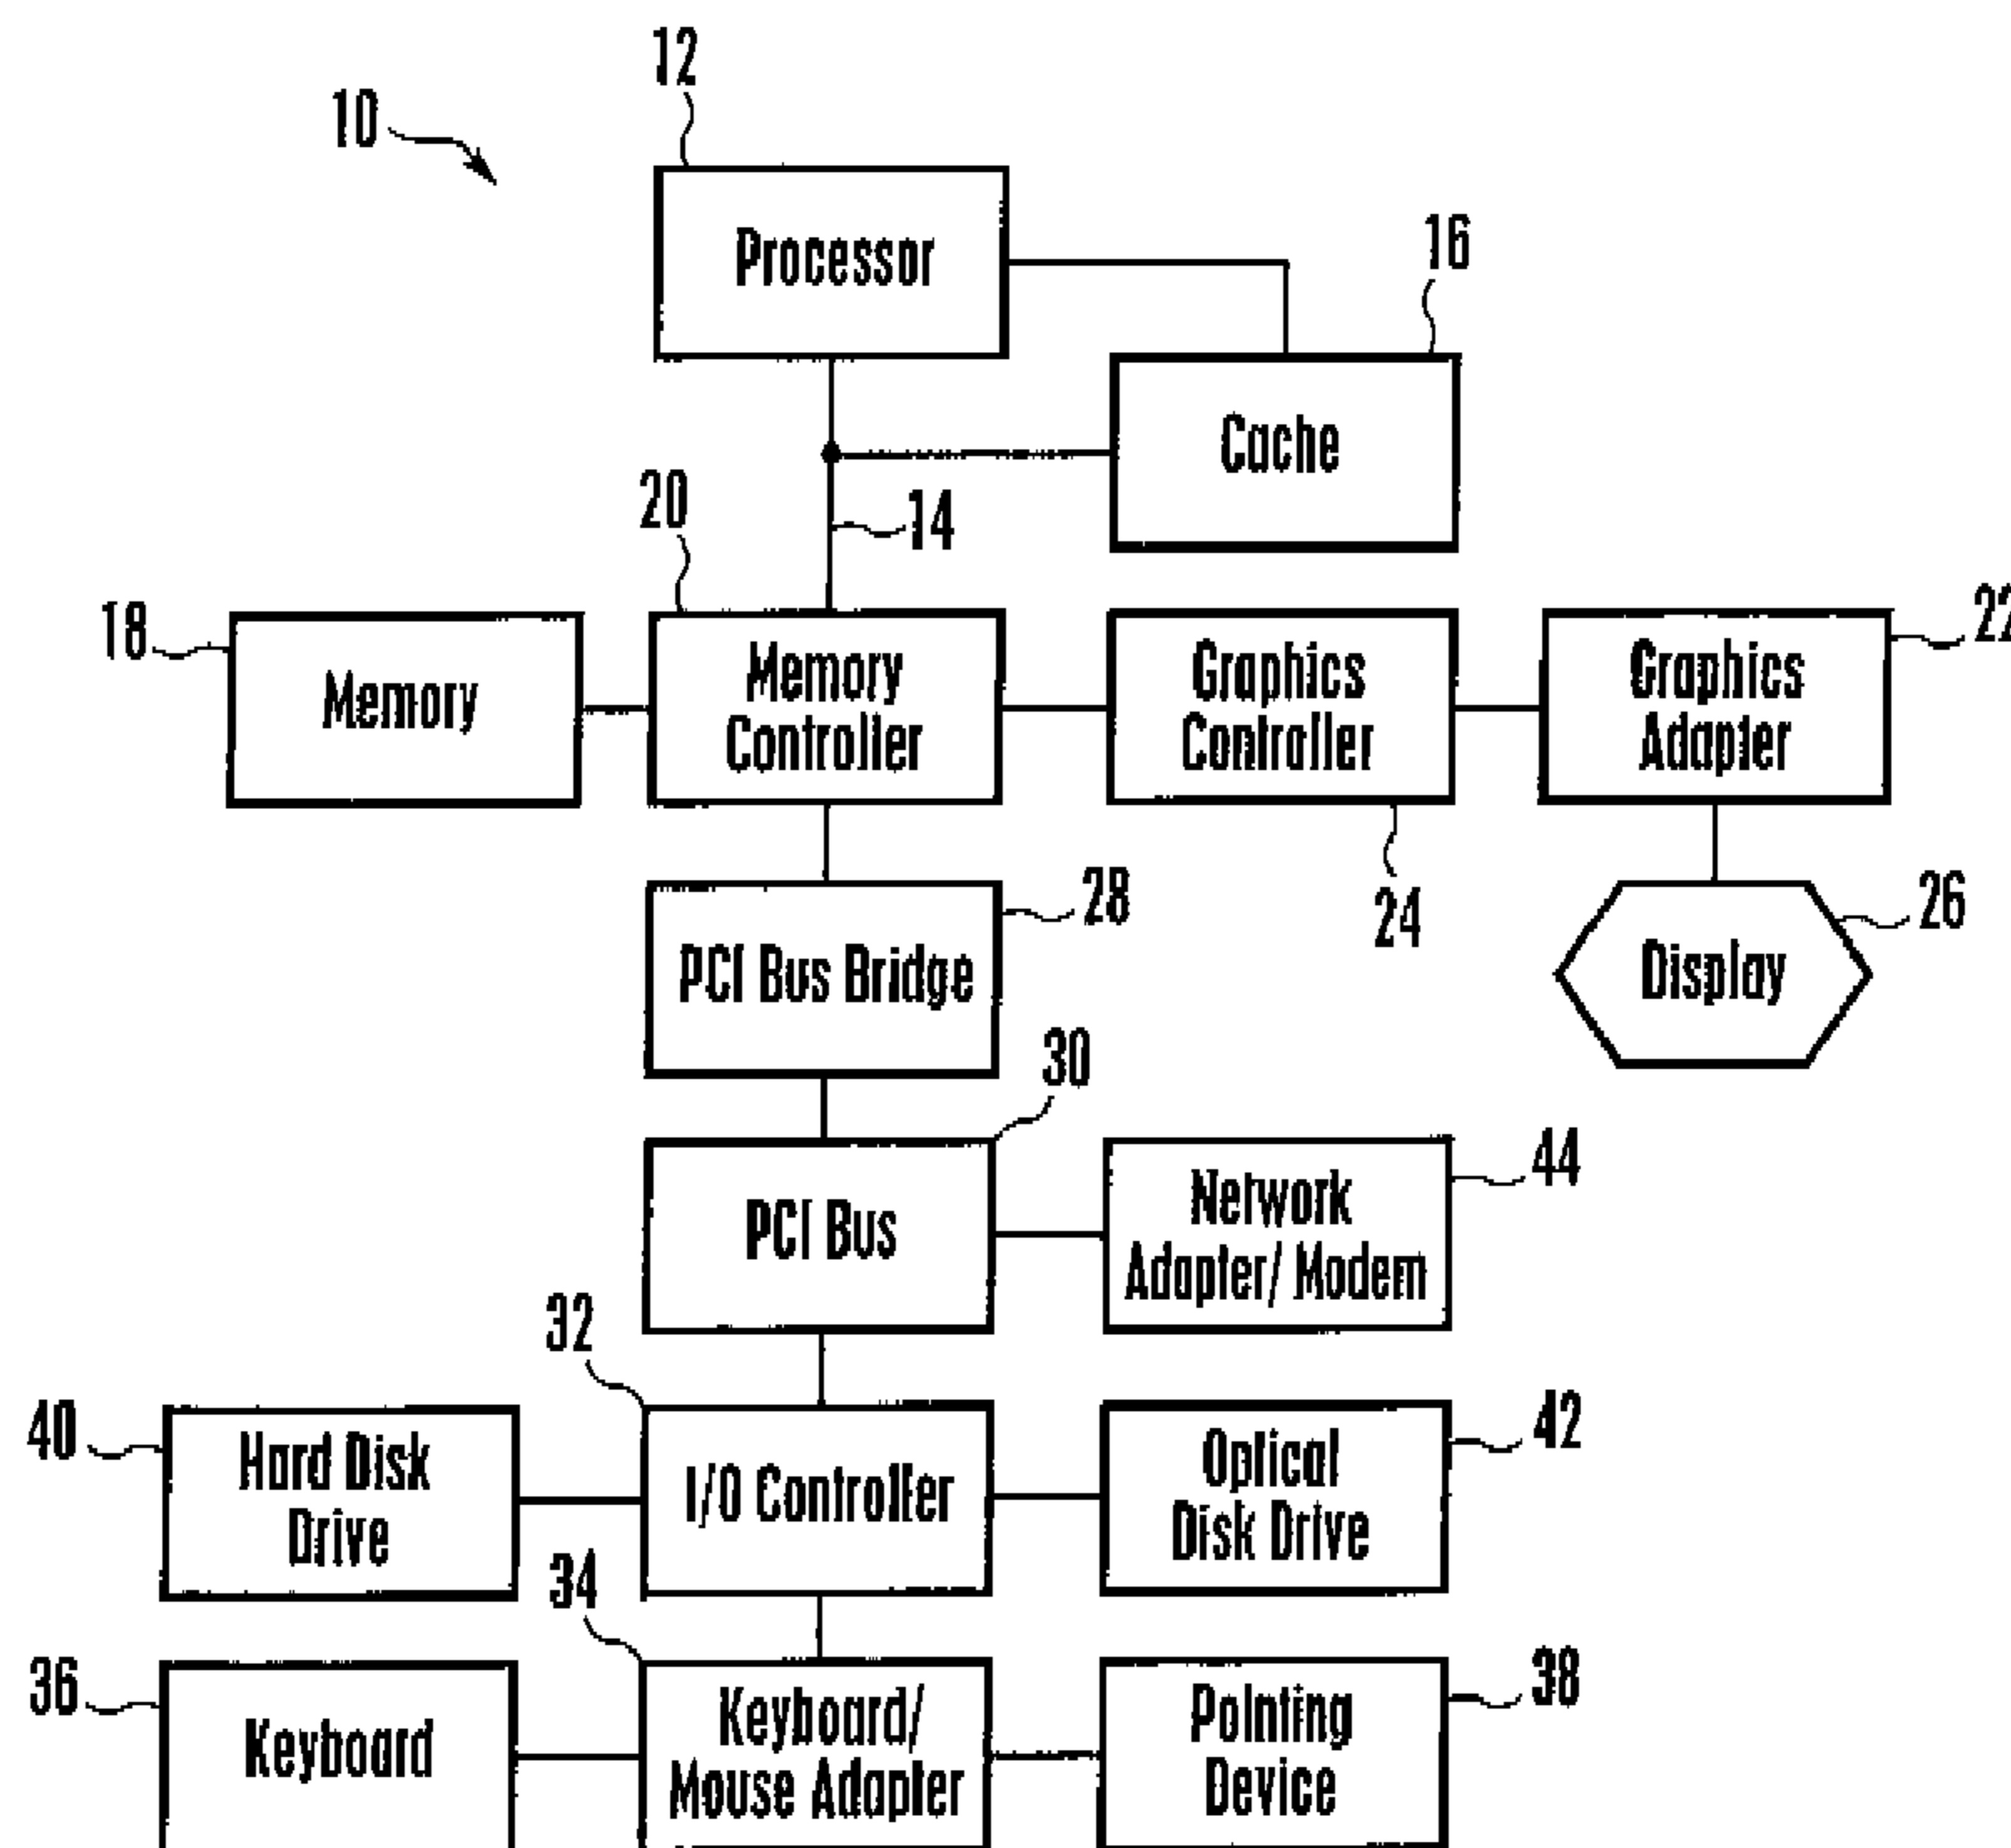 12
10
Processor
16
Cache
20
14
18
22
Memory
Memory
Controller
Graphics
Controller
Graphics
Adapter
28
24
26
PCI Bus Bridge
Display
30
44
PCI Bus
Network
Adapter/ Modem
32
40
42
Hard Disk
Drive
I/O Controller
Optical
Disk Drive
34
36
38
Keyboard
Keyboard/
Mouse Adapter
Pointing
Device